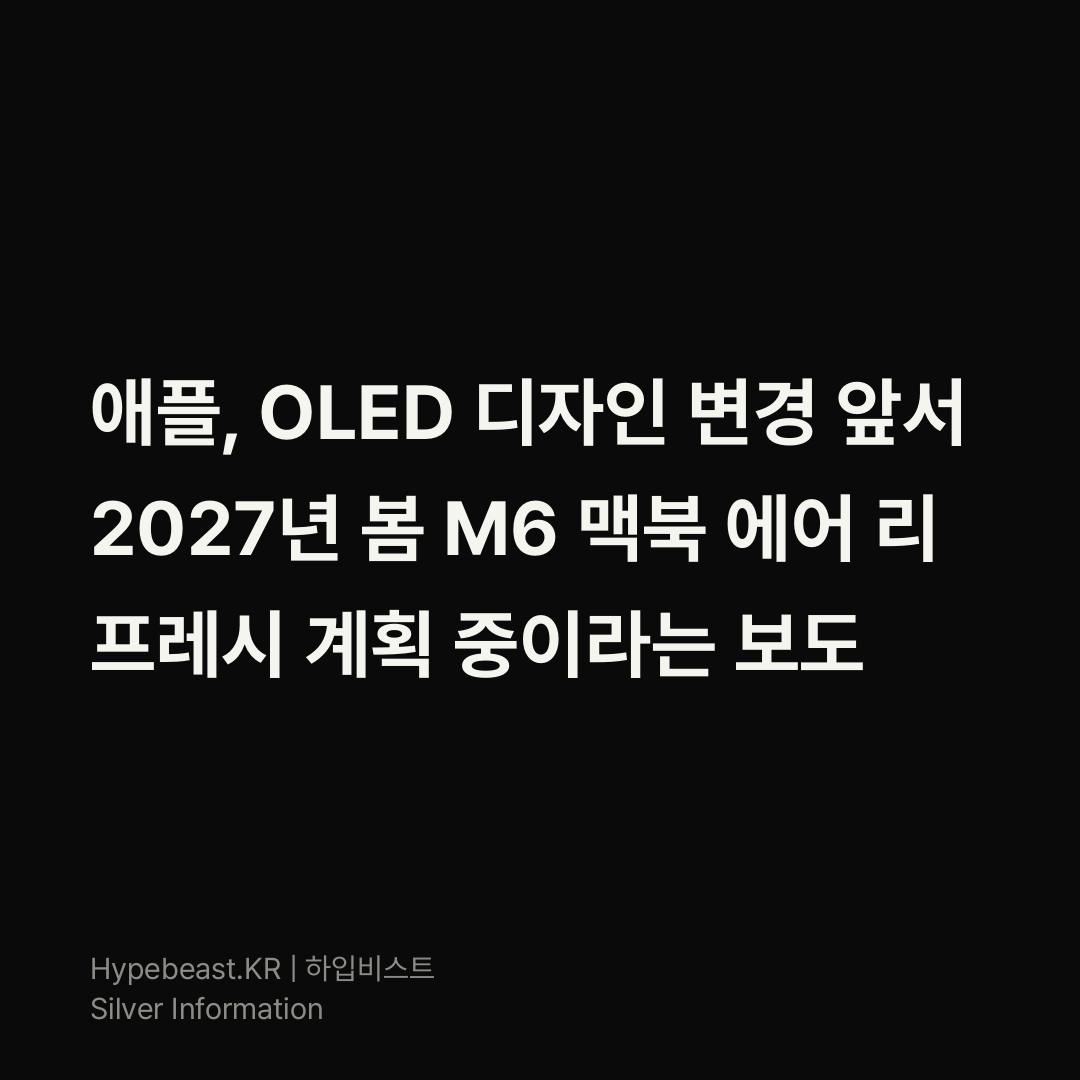 애플, OLED 디자인 변경 앞서
2027년 봄 M6 맥북 에어 리
프레시 계획 중이라는 보도
Hypebeast.KR | 하입비스트
Silver Information